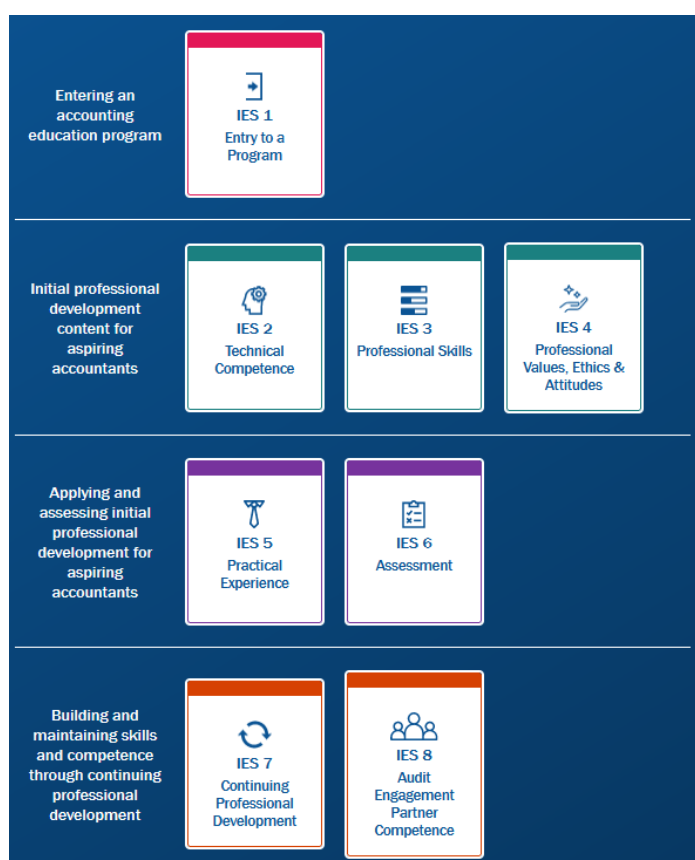 Entering an
accounting
education program
IES 1
Entry to a
Program
Initial professional
development
content for
aspiring
accountants
IES 2
Technical
Competence
IES 3
Professional Skills
IES 4
Professional
Values, Ethics &
Attitudes
Applying and
assessing initial
professional
development for
aspiring
accountants
IES 5
Practical
Experience
IES 6
Assessment
Building and
maintaining skills
and competence
through continuing
professional
development
IES 7
Continuing
Professional
Development
IES 8
Audit
Engagement
Partner
Competence